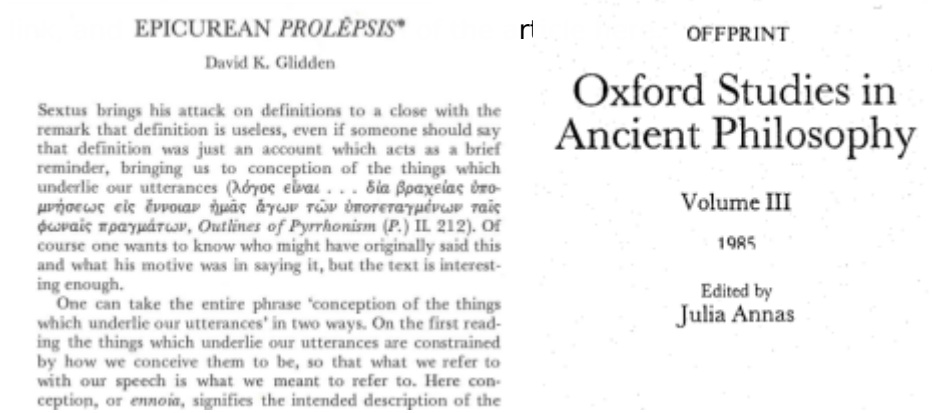 EPICUREAN PROLÊPSIS*
David K. Glidden
Sextus brings his attack on definitions to a close with the
remark that definition is useless, even if someone should say
that definition was just an account which acts as a brief
reminder, bringing us to conception of the things which
underlie our utterances (λόγος εἶναι . . . διὰ βραχείας ὑπο-
μνήσεως εἰς ἔννοιαν ἡμᾶς ἄγων τῶν ὑποτεταγμένων ταῖς
φωναῖς πραγμάτων, Outlines of Pyrrhonism (P.) II. 212). Of
course one wants to know who might have originally said this
and what his motive was in saying it, but the text is interest-
ing enough.
One can take the entire phrase ‘conception of the things
which underlie our utterances’ in two ways. On the first read-
ing the things which underlie our utterances are constrained
by how we conceive them to be, so that what we refer to
with our speech is what we meant to refer to. Here con-
ception, or ennoia, signifies the intended description of the
OFFPRINT
Oxford Studies in
Ancient Philosophy
Volume III
1985
Edited by
Julia Annas